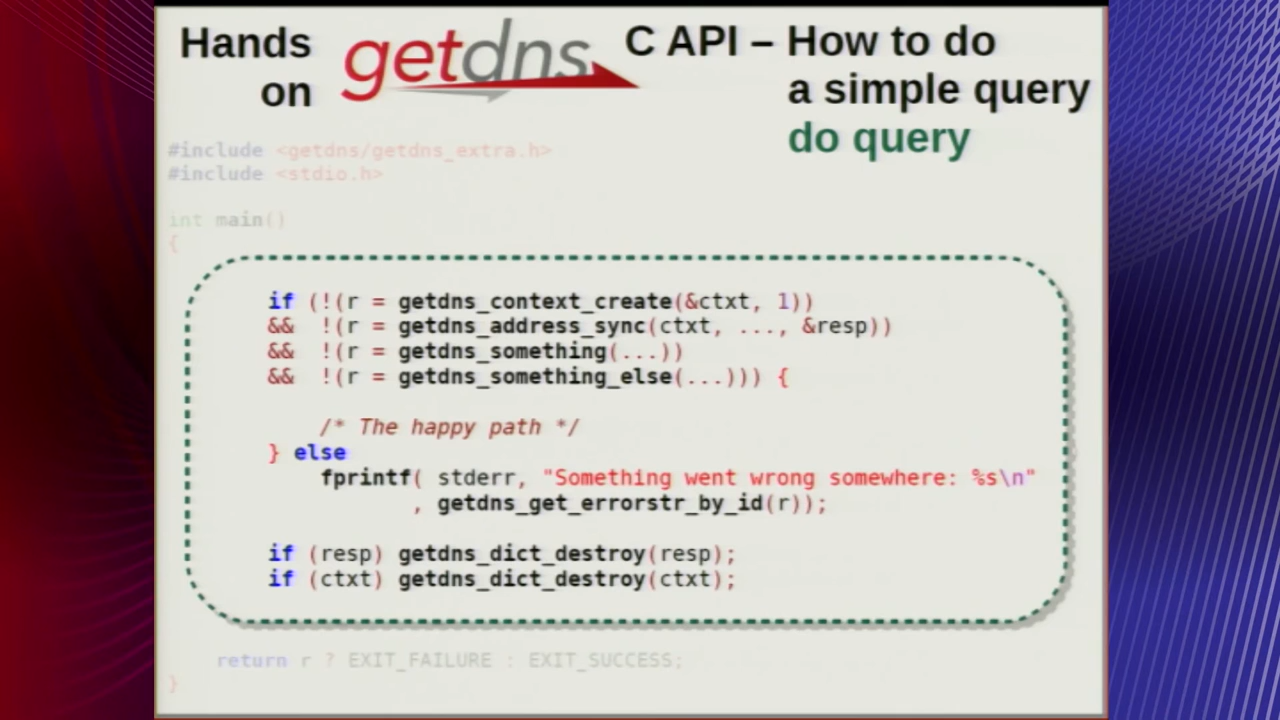 Hands
on
getdns
C API – How to do
a simple query
do query
#include <getdns/getdns_extra.h>
#include <stdio.h>
int main()
{
if (!(r = getdns_context_create(&ctxt, 1))
&&  !(r = getdns_address_sync(ctxt, ..., &resp))
&&  !(r = getdns_something(...))
&&  !(r = getdns_something_else(...))) {
/* The happy path */
} else
fprintf( stderr, "Something went wrong somewhere: %s\n"
, getdns_get_errorstr_by_id(r));
if (resp) getdns_dict_destroy(resp);
if (ctxt) getdns_dict_destroy(ctxt);
return r ? EXIT_FAILURE : EXIT_SUCCESS;
}